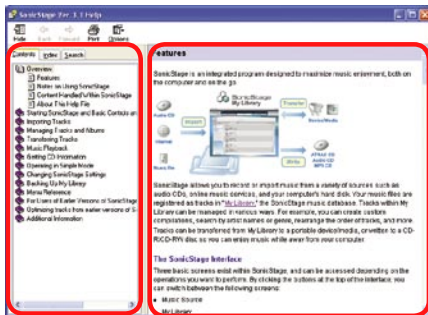 SonicStage Ver. 3.1 Help
Hide Back Forward Print Options
Contents Index Search
Overview
Features
Notes on Using SonicStage
Content Handled Within SonicStage
About This Help File
Starting SonicStage and Basic Controls an
Importing Tracks
Managing Tracks and Albums
Transferring Tracks
Music Playback
Getting CD Information
Operating in Simple Mode
Changing SonicStage Settings
Backing Up My Library
Menu Reference
For Users of Earlier Versions of SonicStage
Optimizing tracks from earlier versions of S
Additional Information
Features
SonicStage is an integrated program designed to maximize music enjoyment, both on
the computer and on the go.
SonicStage
My Library
Audio CD
Import
Transfer
Internet
Music file
Write
ATRAC CD
Audio CD
MP3 CD
SonicStage allows you to record or import music from a variety of sources such as
audio CDs, online music services, and your computer's hard disk. Your music files are
registered as tracks in "My Library," the SonicStage music database. Tracks within My
Library can be managed in various ways. For example, you can create custom
compilations, search by artist names or genre, rearrange the order of tracks, and more.
Tracks can be transferred from My Library to a portable device/media, or written to a CD-
R/CD-RW disc so you can enjoy music while away from your computer.
The SonicStage Interface
Three basic screens exist within SonicStage, and can be accessed depending on the
operations you want to perform. By clicking the buttons at the top of the interface, you
can switch between the following screens:
Music Source
My Library